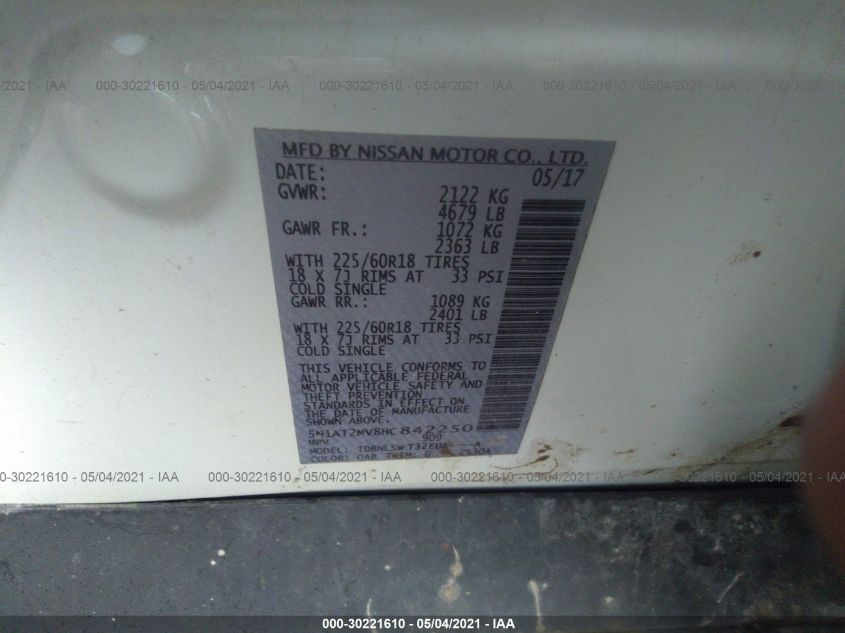 /2021 - IAA 000-30221610 - 05/04/2021 - IAA 000-30221610 - 05/04/2021 - IAA 000-30221610 - 05/04/2021
MFD BY NISSAN MOTOR CO., LTD.
DATE: 05/17
GVWR: 2122 KG
4679 LB
GAWR FR.: 1072 KG
2363 LB
WITH 225/60R18 TIRES
18 X 7J RIMS AT 33 PSI
COLD SINGLE
GAWR RR.: 1089 KG
2401 LB
WITH 225/60R18 TIRES
18 X 7J RIMS AT 33 PSI
COLD SINGLE
THIS VEHICLE CONFORMS TO
ALL APPLICABLE FEDERAL
MOTOR VEHICLE SAFETY AND
THEFT PREVENTION
STANDARDS IN EFFECT ON
THE DATE OF MANUFACTURE
SHOWN ABOVE.
5N1AT2MV8HC842250
MPV 909
MODEL:
COLOR: QAB TRIM: G
000-30221610 - 05/04/2021 - IAA 000-30221610 - 05/04/2021 - IAA 000-30221610 - 05/04/2021 - IAA
000-30221610 - 05/04/2021 - IAA